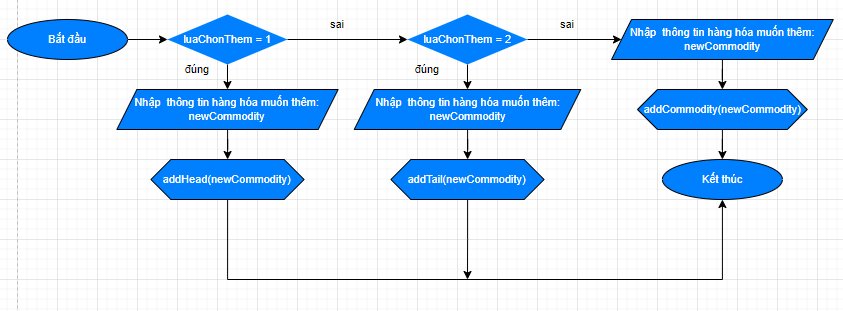 Bắt đầu
luaChonThem = 1
sai
luaChonThem = 2
sai
Nhập  thông tin hàng hóa muốn thêm:
newCommodity
đúng
đúng
Nhập  thông tin hàng hóa muốn thêm:
newCommodity
Nhập  thông tin hàng hóa muốn thêm:
newCommodity
addCommodity(newCommodity)
addHead(newCommodity)
addTail(newCommodity)
Kết thúc